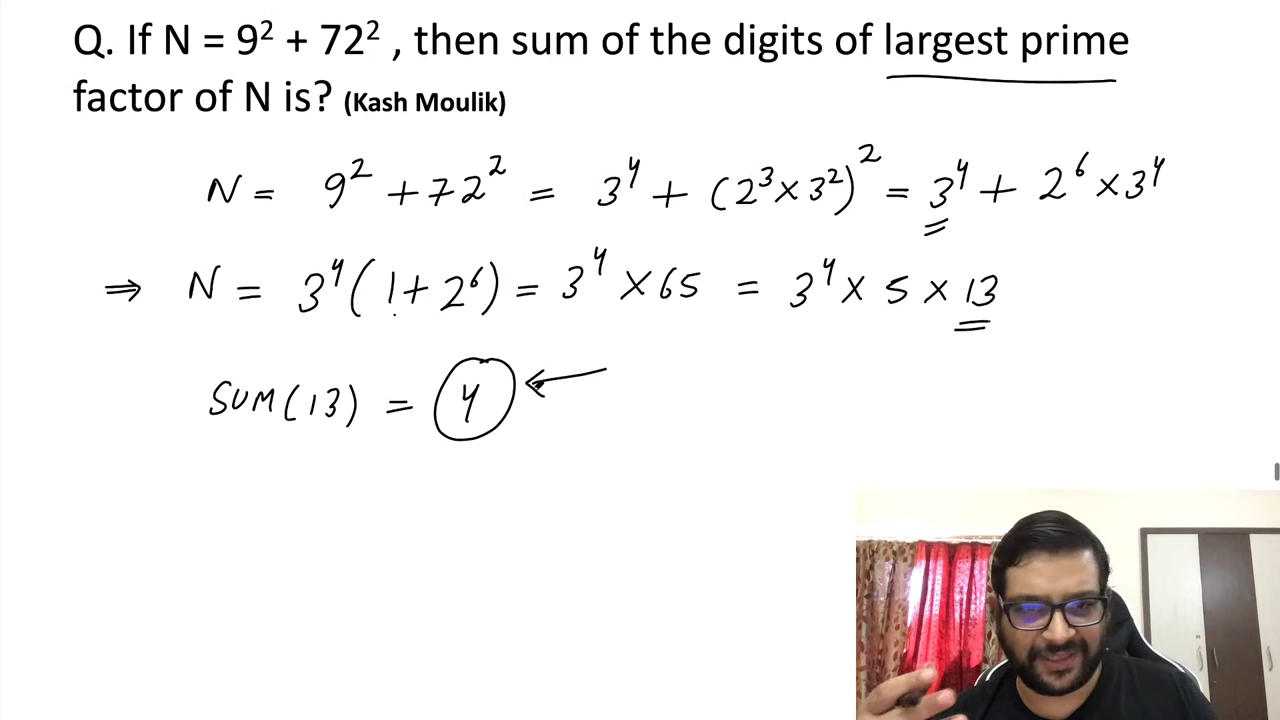 Q. If N = 9² + 72² , then sum of the digits of largest prime
factor of N is? (Kash Moulik)
N = 9² + 72² = 3⁴ + (2³ × 3²)² = 3⁴ + 2⁶ × 3⁴
⇒ N = 3⁴(1 + 2⁶) = 3⁴ × 65 = 3⁴ × 5 × 13
SUM(13) = 4 ←